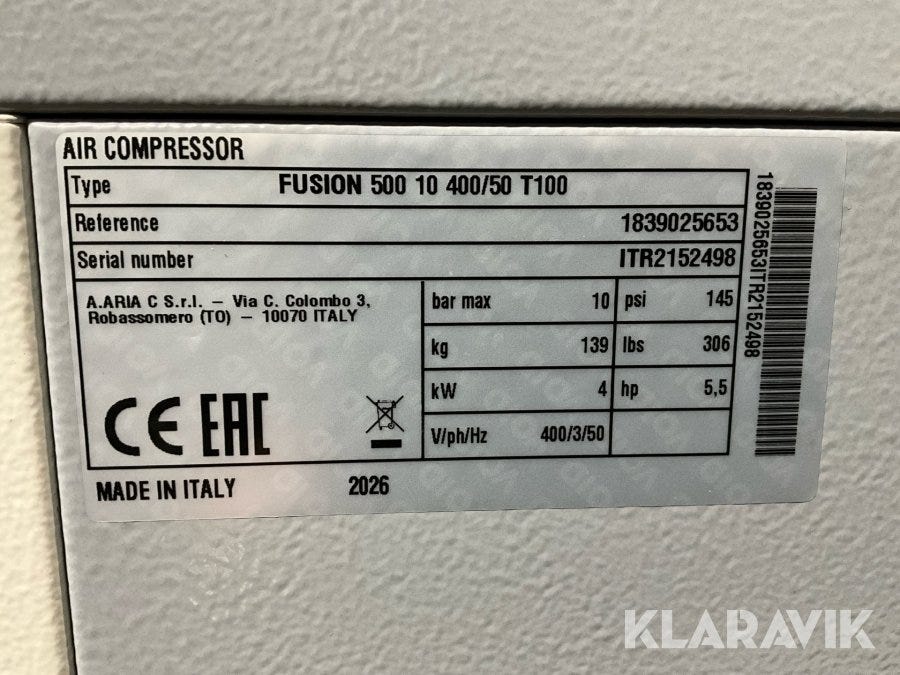 AIR COMPRESSOR
Type FUSION 500 10 400/50 T100
Reference 1839025653
Serial number ITR2152498
A.ARIA C S.r.l. – Via C. Colombo 3,
Robassomero (TO) – 10070 ITALY
bar max 10 psi 145
kg 139 lbs 306
kW 4 hp 5,5
V/ph/Hz 400/3/50
CE EAC
MADE IN ITALY 2026
1839025653ITR2152498
KLARAVIK